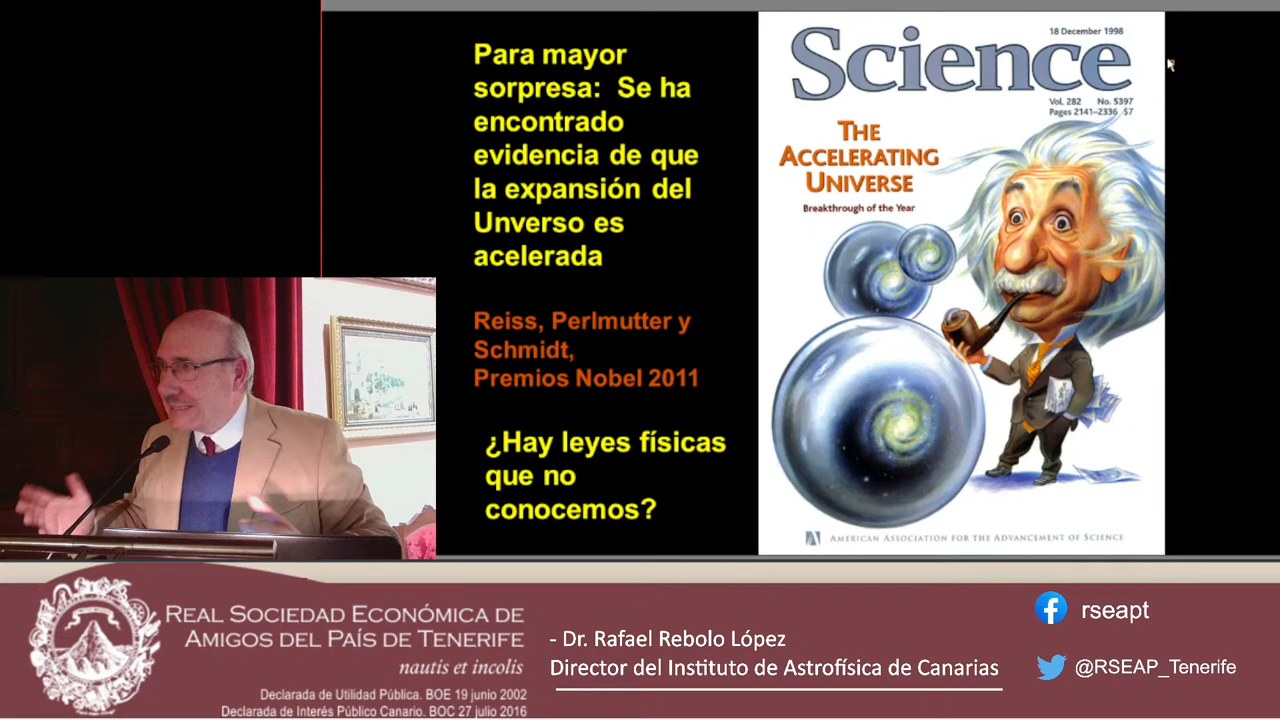 Para mayor
sorpresa: Se ha
encontrado
evidencia de que
la expansión del
Unverso es
acelerada
Reiss, Perlmutter y
Schmidt,
Premios Nobel 2011
¿Hay leyes físicas
que no
conocemos?
18 December 1998
Science
Vol. 282 No. 5397
Pages 2141–2336 $7
THE
ACCELERATING
UNIVERSE
Breakthrough of the Year
AMERICAN ASSOCIATION FOR THE ADVANCEMENT OF SCIENCE
REAL SOCIEDAD ECONÓMICA DE
AMIGOS DEL PAÍS DE TENERIFE
nautis et incolis
Declarada de Utilidad Pública. BOE 19 junio 2002
Declarada de Interés Público Canario. BOC 27 julio 2016
- Dr. Rafael Rebolo López
Director del Instituto de Astrofísica de Canarias
rseapt
@RSEAP_Tenerife